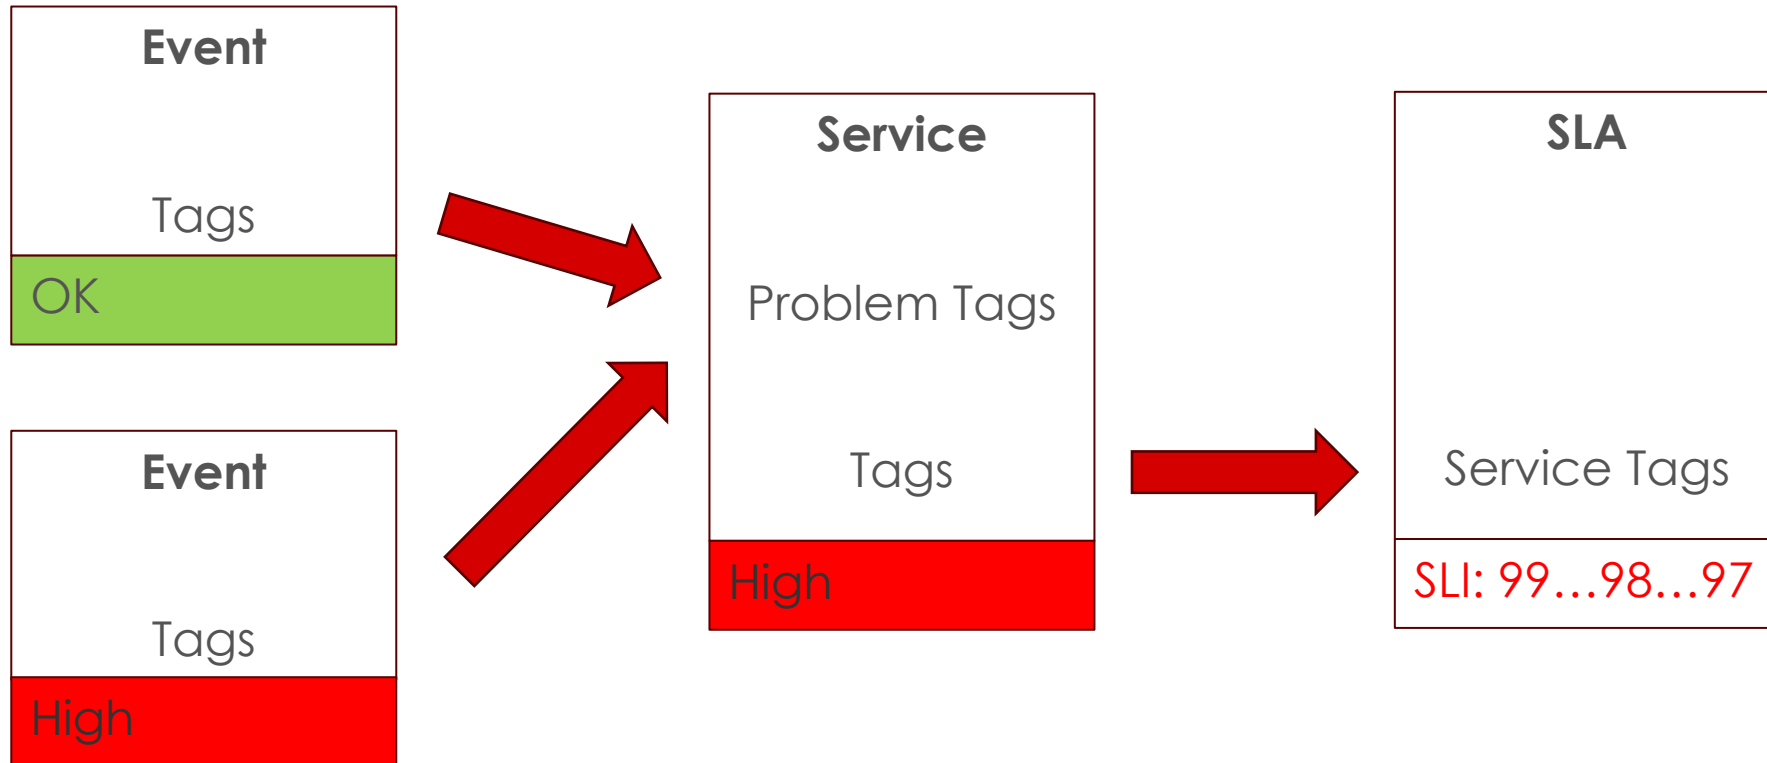 Event
Tags
OK
Event
Tags
High
Service
Problem Tags
Tags
High
SLA
Service Tags
SLI: 99...98...97